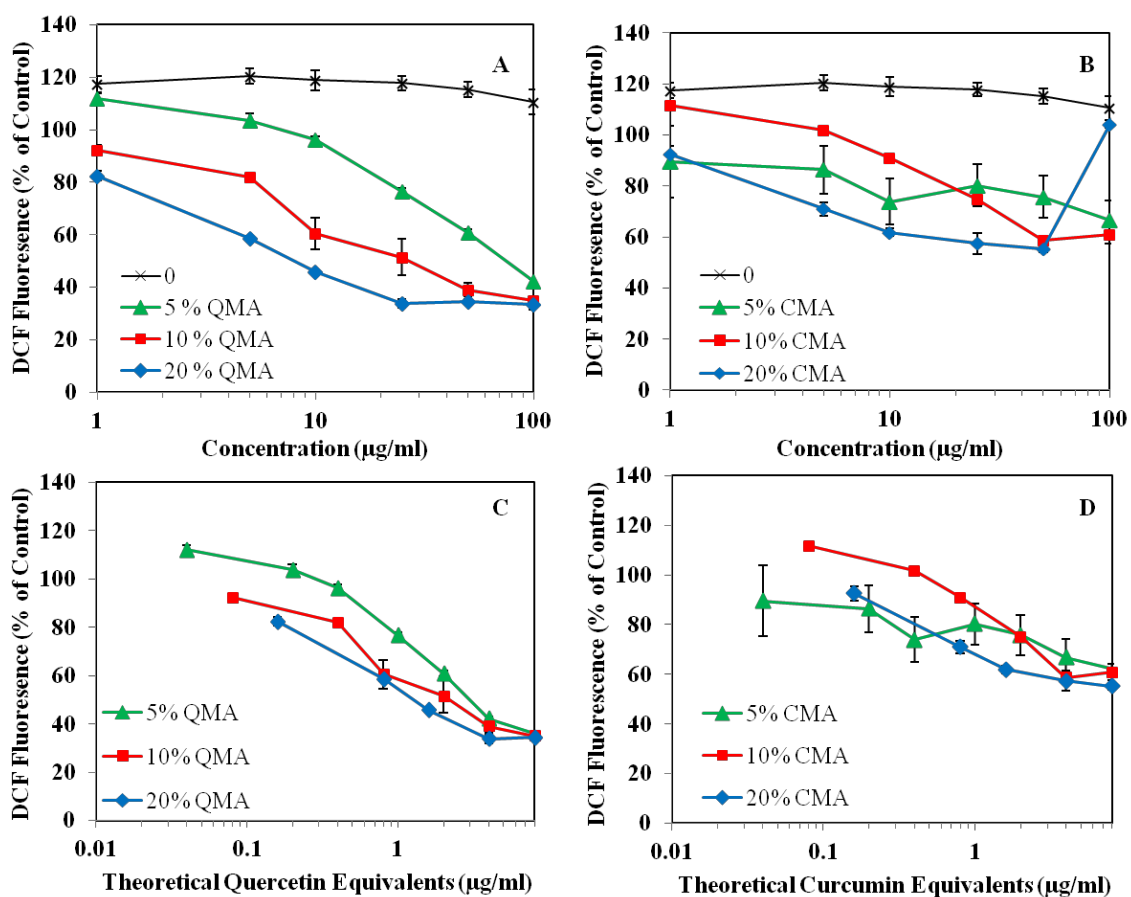 DCF Fluoresence (% of Control)
140
120
100
80
60
40
20
0
A
0
5 % QMA
10 % QMA
20 % QMA
1
10
100
Concentration (µg/ml)
DCF Fluoresence (% of Control)
140
120
100
80
60
40
20
0
B
0
5% CMA
10% CMA
20% CMA
1
10
100
Concentration (µg/ml)
DCF Fluoresence (% of Control)
140
120
100
80
60
40
20
0
C
5% QMA
10% QMA
20% QMA
0.01
0.1
1
Theoretical Quercetin Equivalents (µg/ml)
DCF Fluorescence (% of Control)
140
120
100
80
60
40
20
0
D
5% CMA
10% CMA
20% CMA
0.01
0.1
1
Theoretical Curcumin Equivalents (µg/ml)